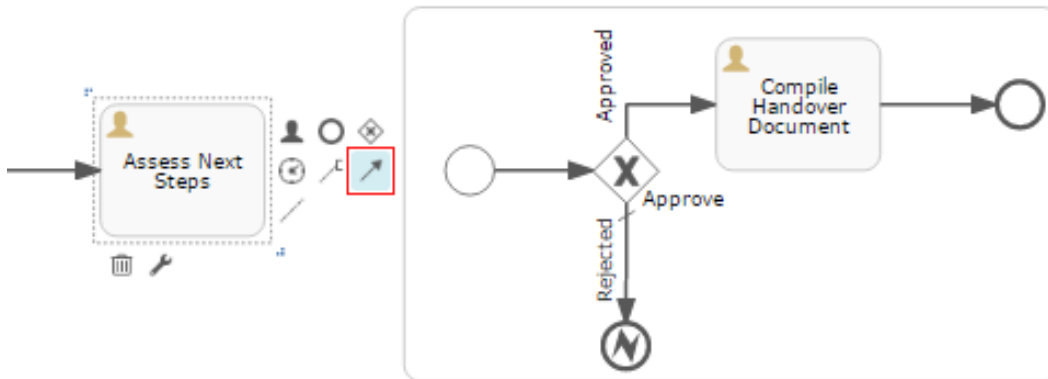 Assess Next
Steps
Approved
Compile
Handover
Document
Approve
Rejected